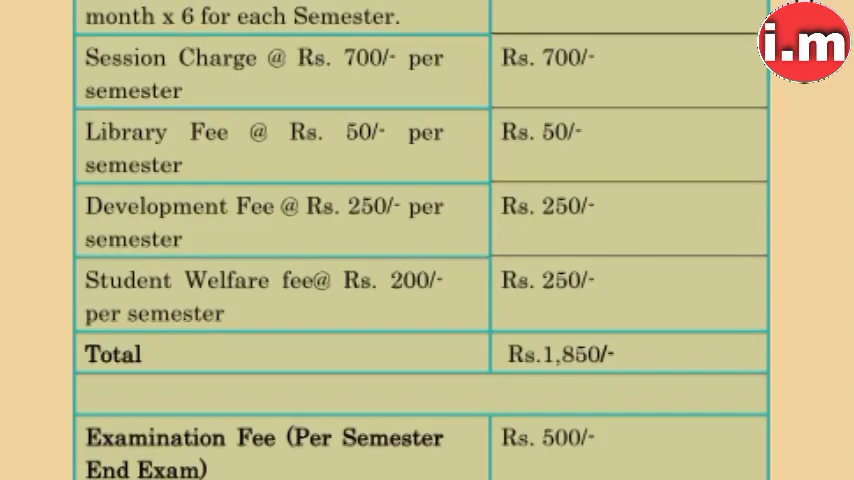 month x 6 for each Semester.
i.m
Session Charge @ Rs. 700/- per
semester
Rs. 700/-
Library Fee @ Rs. 50/- per
semester
Rs. 50/-
Development Fee @ Rs. 250/- per
semester
Rs. 250/-
Student Welfare fee@ Rs. 200/-
per semester
Rs. 250/-
Total
Rs.1,850/-
Examination Fee (Per Semester
End Exam)
Rs. 500/-